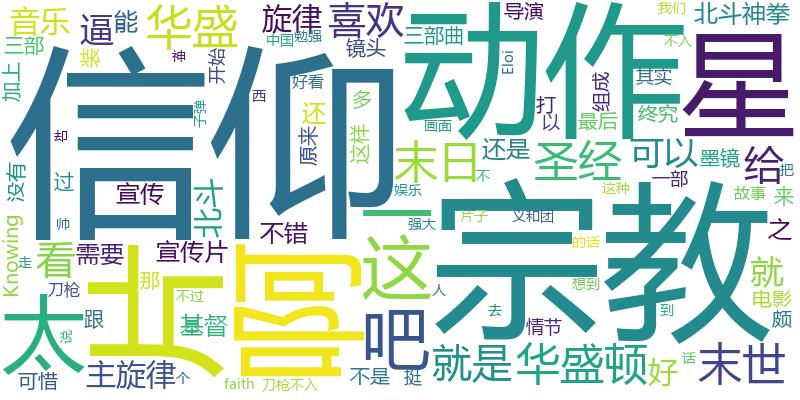 音乐
逼
能
华盛
旋律
喜欢
导演
我们
北斗神拳
三部
加上
装
神
开始
中国
勉强
镜头
三部曲
动作
Eloi
组成
不入
其实
星
信仰
好看
子弹
西
多
还
打
以
最后
终究
画面
却
原来
这样
末日
还是
圣经
可以
墨镜
给
没有
过
宣传
北斗
不错
一
娱乐
不
一部
把
这种
故事
来
Knowing
帅
看
需要
宣传片
啊
这
强大
片子
义和团
宗教
之
走
刀枪
那
不过
的话
想到
就
电影
太
说
片
吧
人
去
到
颇
跟
基督
情节
可惜
主旋律
个
faith
刀枪不入
不是
挺
就是
华盛顿
好
话
末世